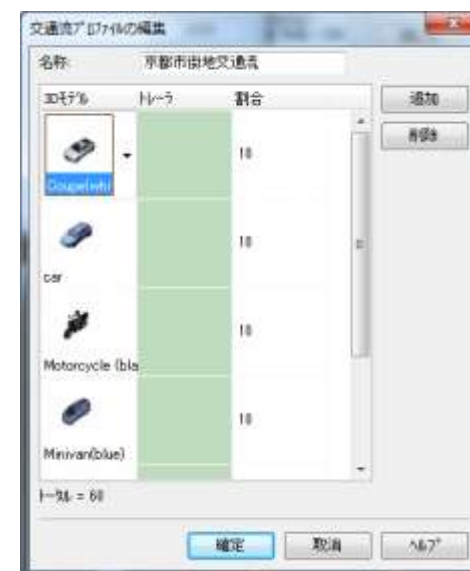 交通流プロファイルの編集
名称 京都市街地交通流
3Dモデル トレーラ 割合
追加
削除
10
Coupe(whi
10
car
10
Motorcycle (bla
10
Minivan(blue)
トータル = 60
確定 取消 ヘルプ